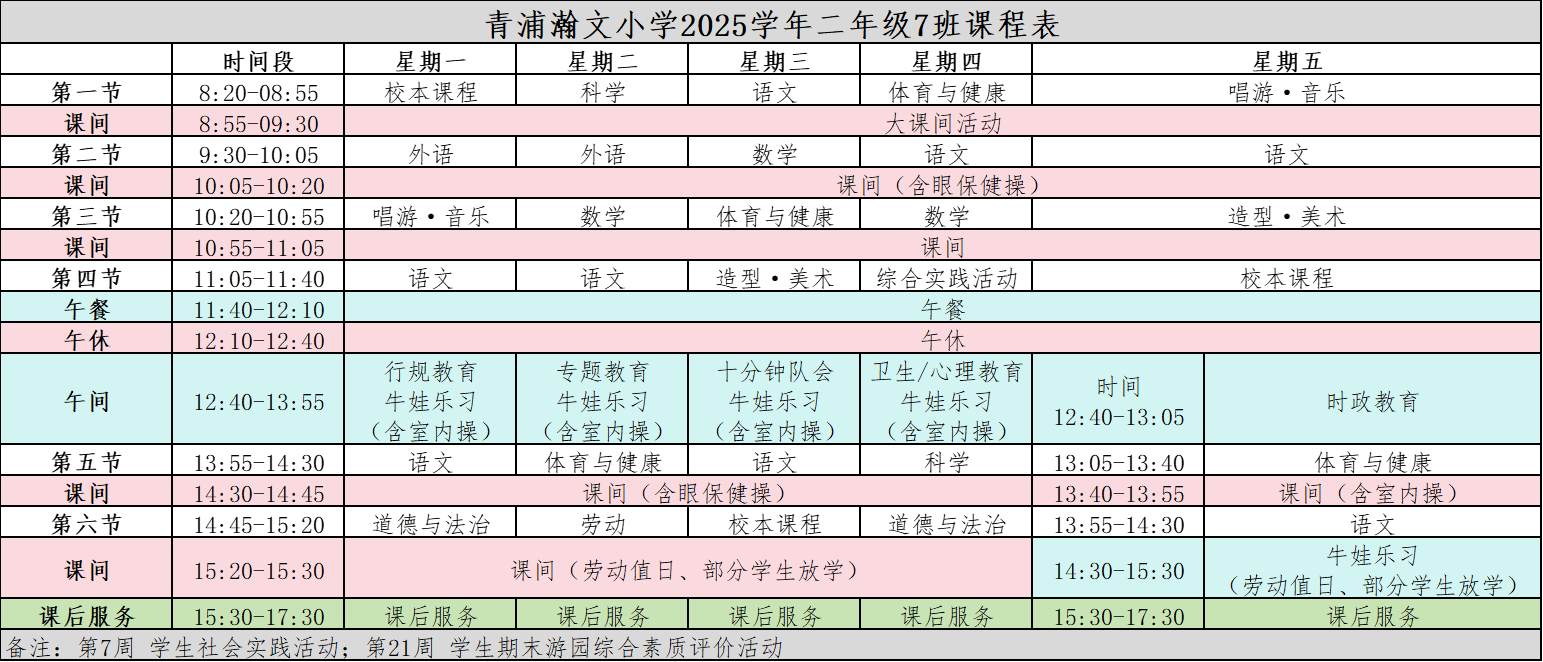 青浦瀚文小学2025学年二年级7班课程表
时间段 星期一 星期二 星期三 星期四 星期五
第一节 8:20-08:55 校本课程 科学 语文 体育与健康 唱游·音乐
课间 8:55-09:30 大课间活动
第二节 9:30-10:05 外语 外语 数学 语文 语文
课间 10:05-10:20 课间（含眼保健操）
第三节 10:20-10:55 唱游·音乐 数学 体育与健康 数学 造型·美术
课间 10:55-11:05 课间
第四节 11:05-11:40 语文 语文 造型·美术 综合实践活动 校本课程
午餐 11:40-12:10 午餐
午休 12:10-12:40 午休
午间 12:40-13:55
行规教育 专题教育 十分钟队会 卫生/心理教育
牛娃乐习 牛娃乐习 牛娃乐习 牛娃乐习
（含室内操） （含室内操） （含室内操） （含室内操）
时间
12:40-13:05
时政教育
第五节 13:55-14:30 语文 体育与健康 语文 科学 13:05-13:40 体育与健康
课间 14:30-14:45 课间（含眼保健操） 13:40-13:55 课间（含室内操）
第六节 14:45-15:20 道德与法治 劳动 校本课程 道德与法治 13:55-14:30 语文
课间 15:20-15:30 课间（劳动值日、部分学生放学） 14:30-15:30
牛娃乐习
（劳动值日、部分学生放学）
课后服务 15:30-17:30 课后服务 课后服务 课后服务 课后服务 15:30-17:30 课后服务
备注：第7周 学生社会实践活动；第21周 学生期末游园综合素质评价活动